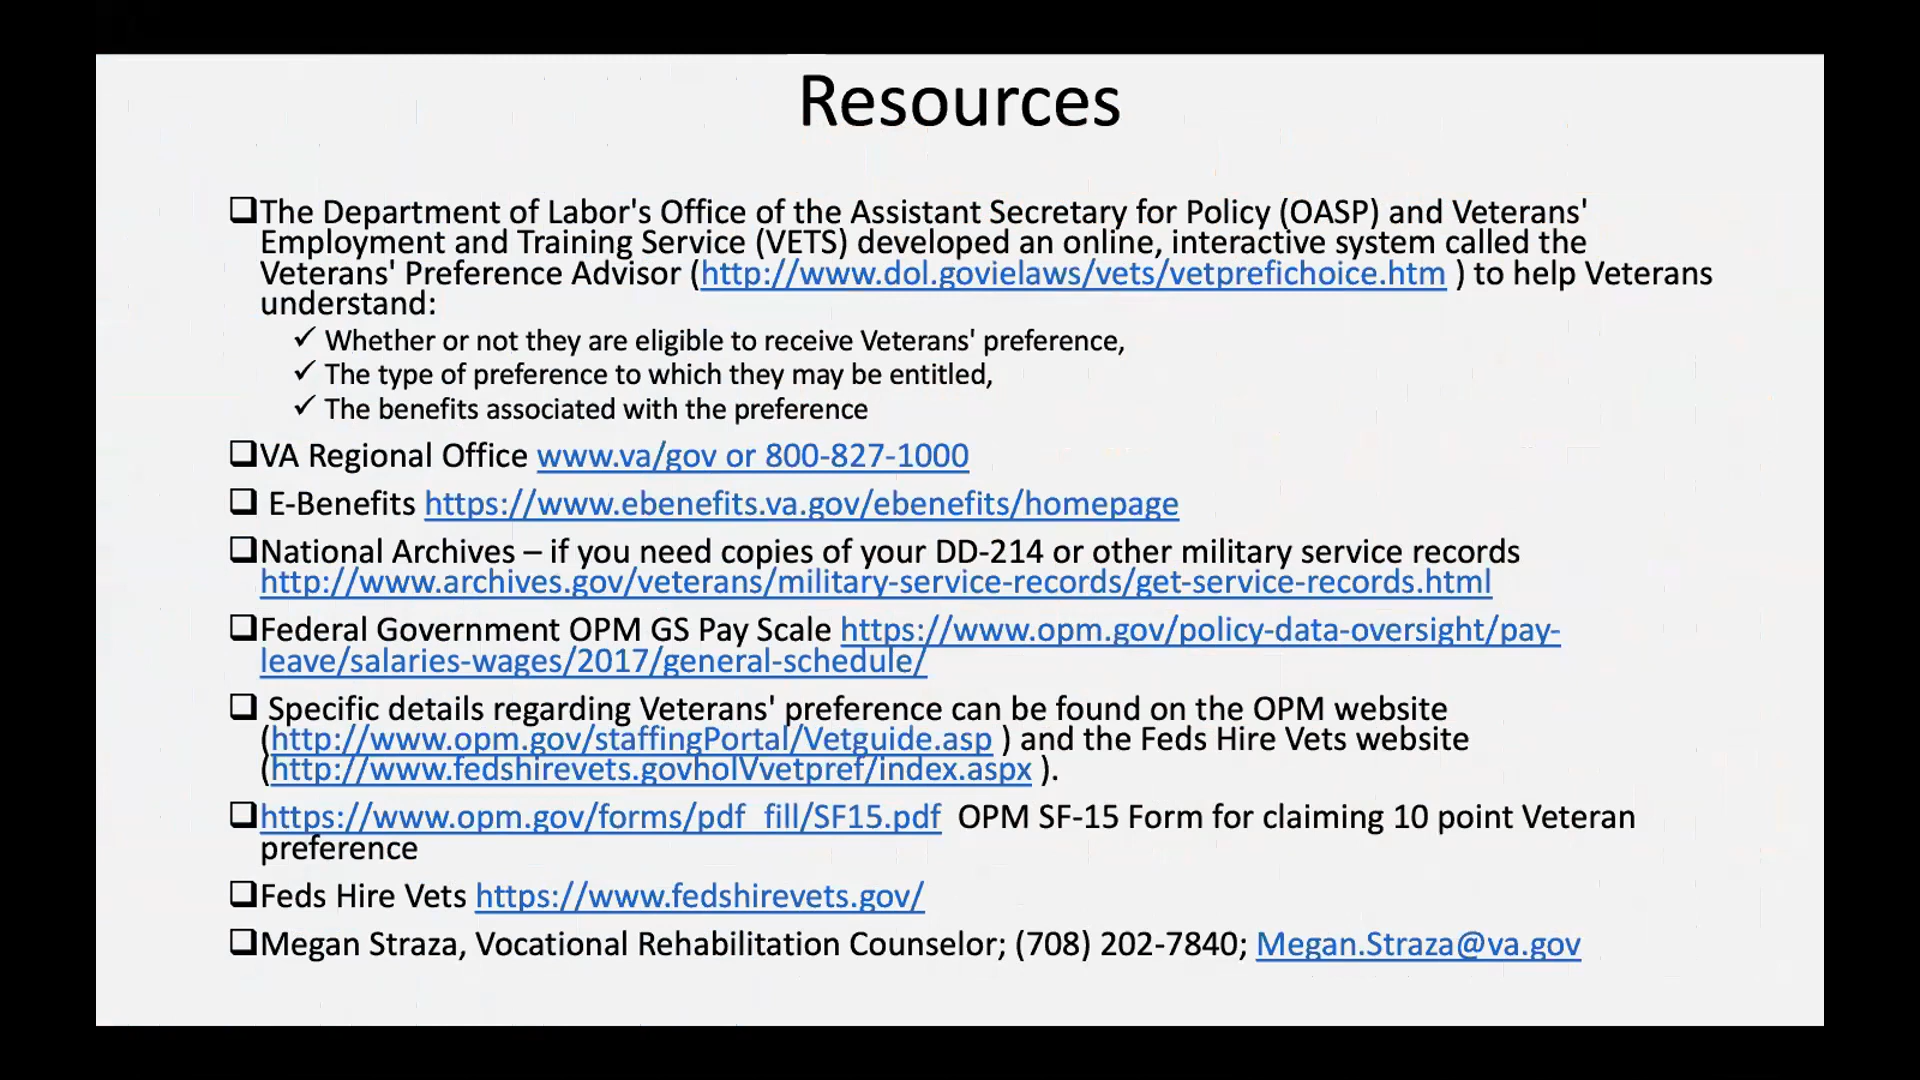 Resources
❑The Department of Labor's Office of the Assistant Secretary for Policy (OASP) and Veterans'
Employment and Training Service (VETS) developed an online, interactive system called the
Veterans' Preference Advisor (http://www.dol.govielaws/vets/vetprefichoice.htm ) to help Veterans
understand:
✓ Whether or not they are eligible to receive Veterans' preference,
✓ The type of preference to which they may be entitled,
✓ The benefits associated with the preference
❑VA Regional Office www.va/gov or 800-827-1000
❑ E-Benefits https://www.ebenefits.va.gov/ebenefits/homepage
❑National Archives – if you need copies of your DD-214 or other military service records
http://www.archives.gov/veterans/military-service-records/get-service-records.html
❑Federal Government OPM GS Pay Scale https://www.opm.gov/policy-data-oversight/pay-
leave/salaries-wages/2017/general-schedule/
❑ Specific details regarding Veterans' preference can be found on the OPM website
(http://www.opm.gov/staffingPortal/Vetguide.asp ) and the Feds Hire Vets website
(http://www.fedshirevets.govholVvetpref/index.aspx ).
❑https://www.opm.gov/forms/pdf_fill/SF15.pdf OPM SF-15 Form for claiming 10 point Veteran
preference
❑Feds Hire Vets https://www.fedshirevets.gov/
❑Megan Straza, Vocational Rehabilitation Counselor; (708) 202-7840; Megan.Straza@va.gov